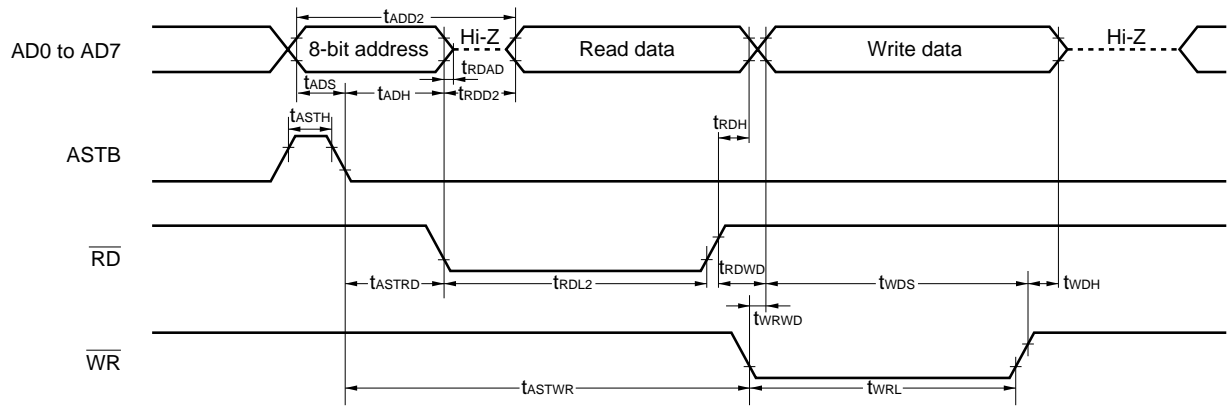 tADD2
AD0 to AD7 8-bit address Hi-Z Read data Write data Hi-Z
tRDAD
tADS tADH tRDD2
tASTH tRDH
ASTB
RD
tASTRD tRDL2 tRDWD tWDS tWDH
tWRWD
WR
tASTWR tWRL